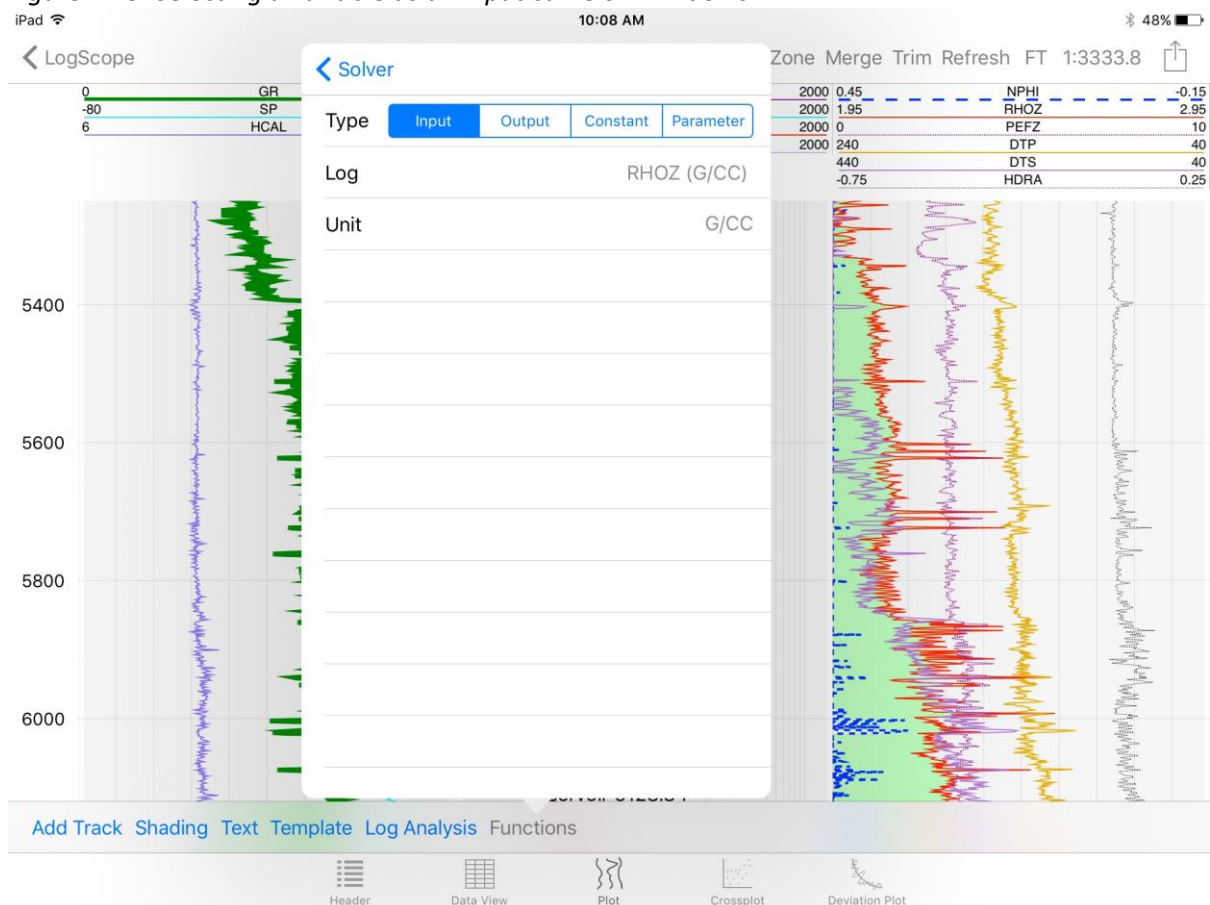 iPad 10:08 AM 48%
LogScope
Solver
Zone Merge Trim Refresh FT 1:3333.8
0 GR
-80 SP
6 HCAL
2000
2000
2000
2000
0.45 NPHI -0.15
1.95 RHOZ 2.95
0 PEFZ 10
240 DTP 40
440 DTS 40
-0.75 HDRA 0.25
Type Input Output Constant Parameter
Log RHOZ (G/CC)
Unit G/CC
5400
5600
5800
6000
Add Track Shading Text Template Log Analysis Functions
Header Data View Plot Crossplot Deviation Plot